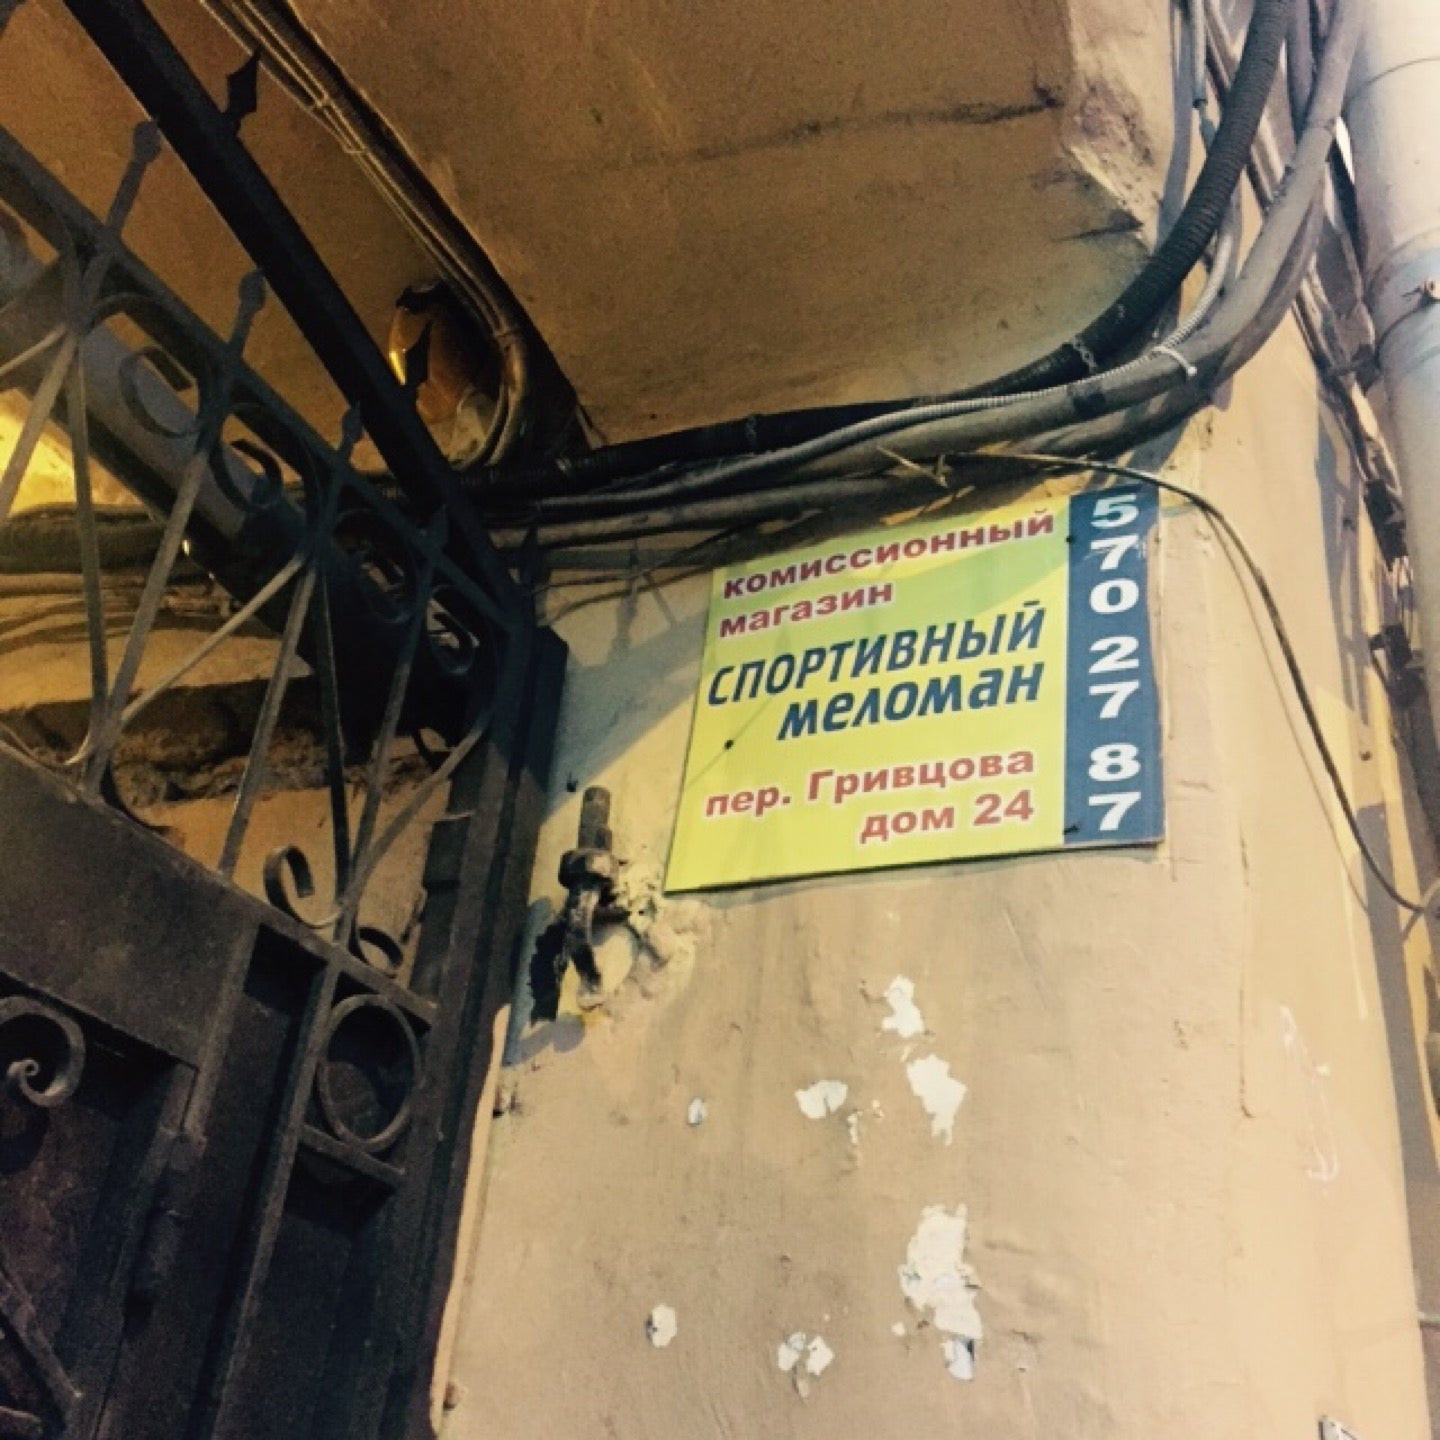 комиссионный
магазин
СПОРТИВНЫЙ
меломан
пер. Гривцова
дом 24
570 27 87